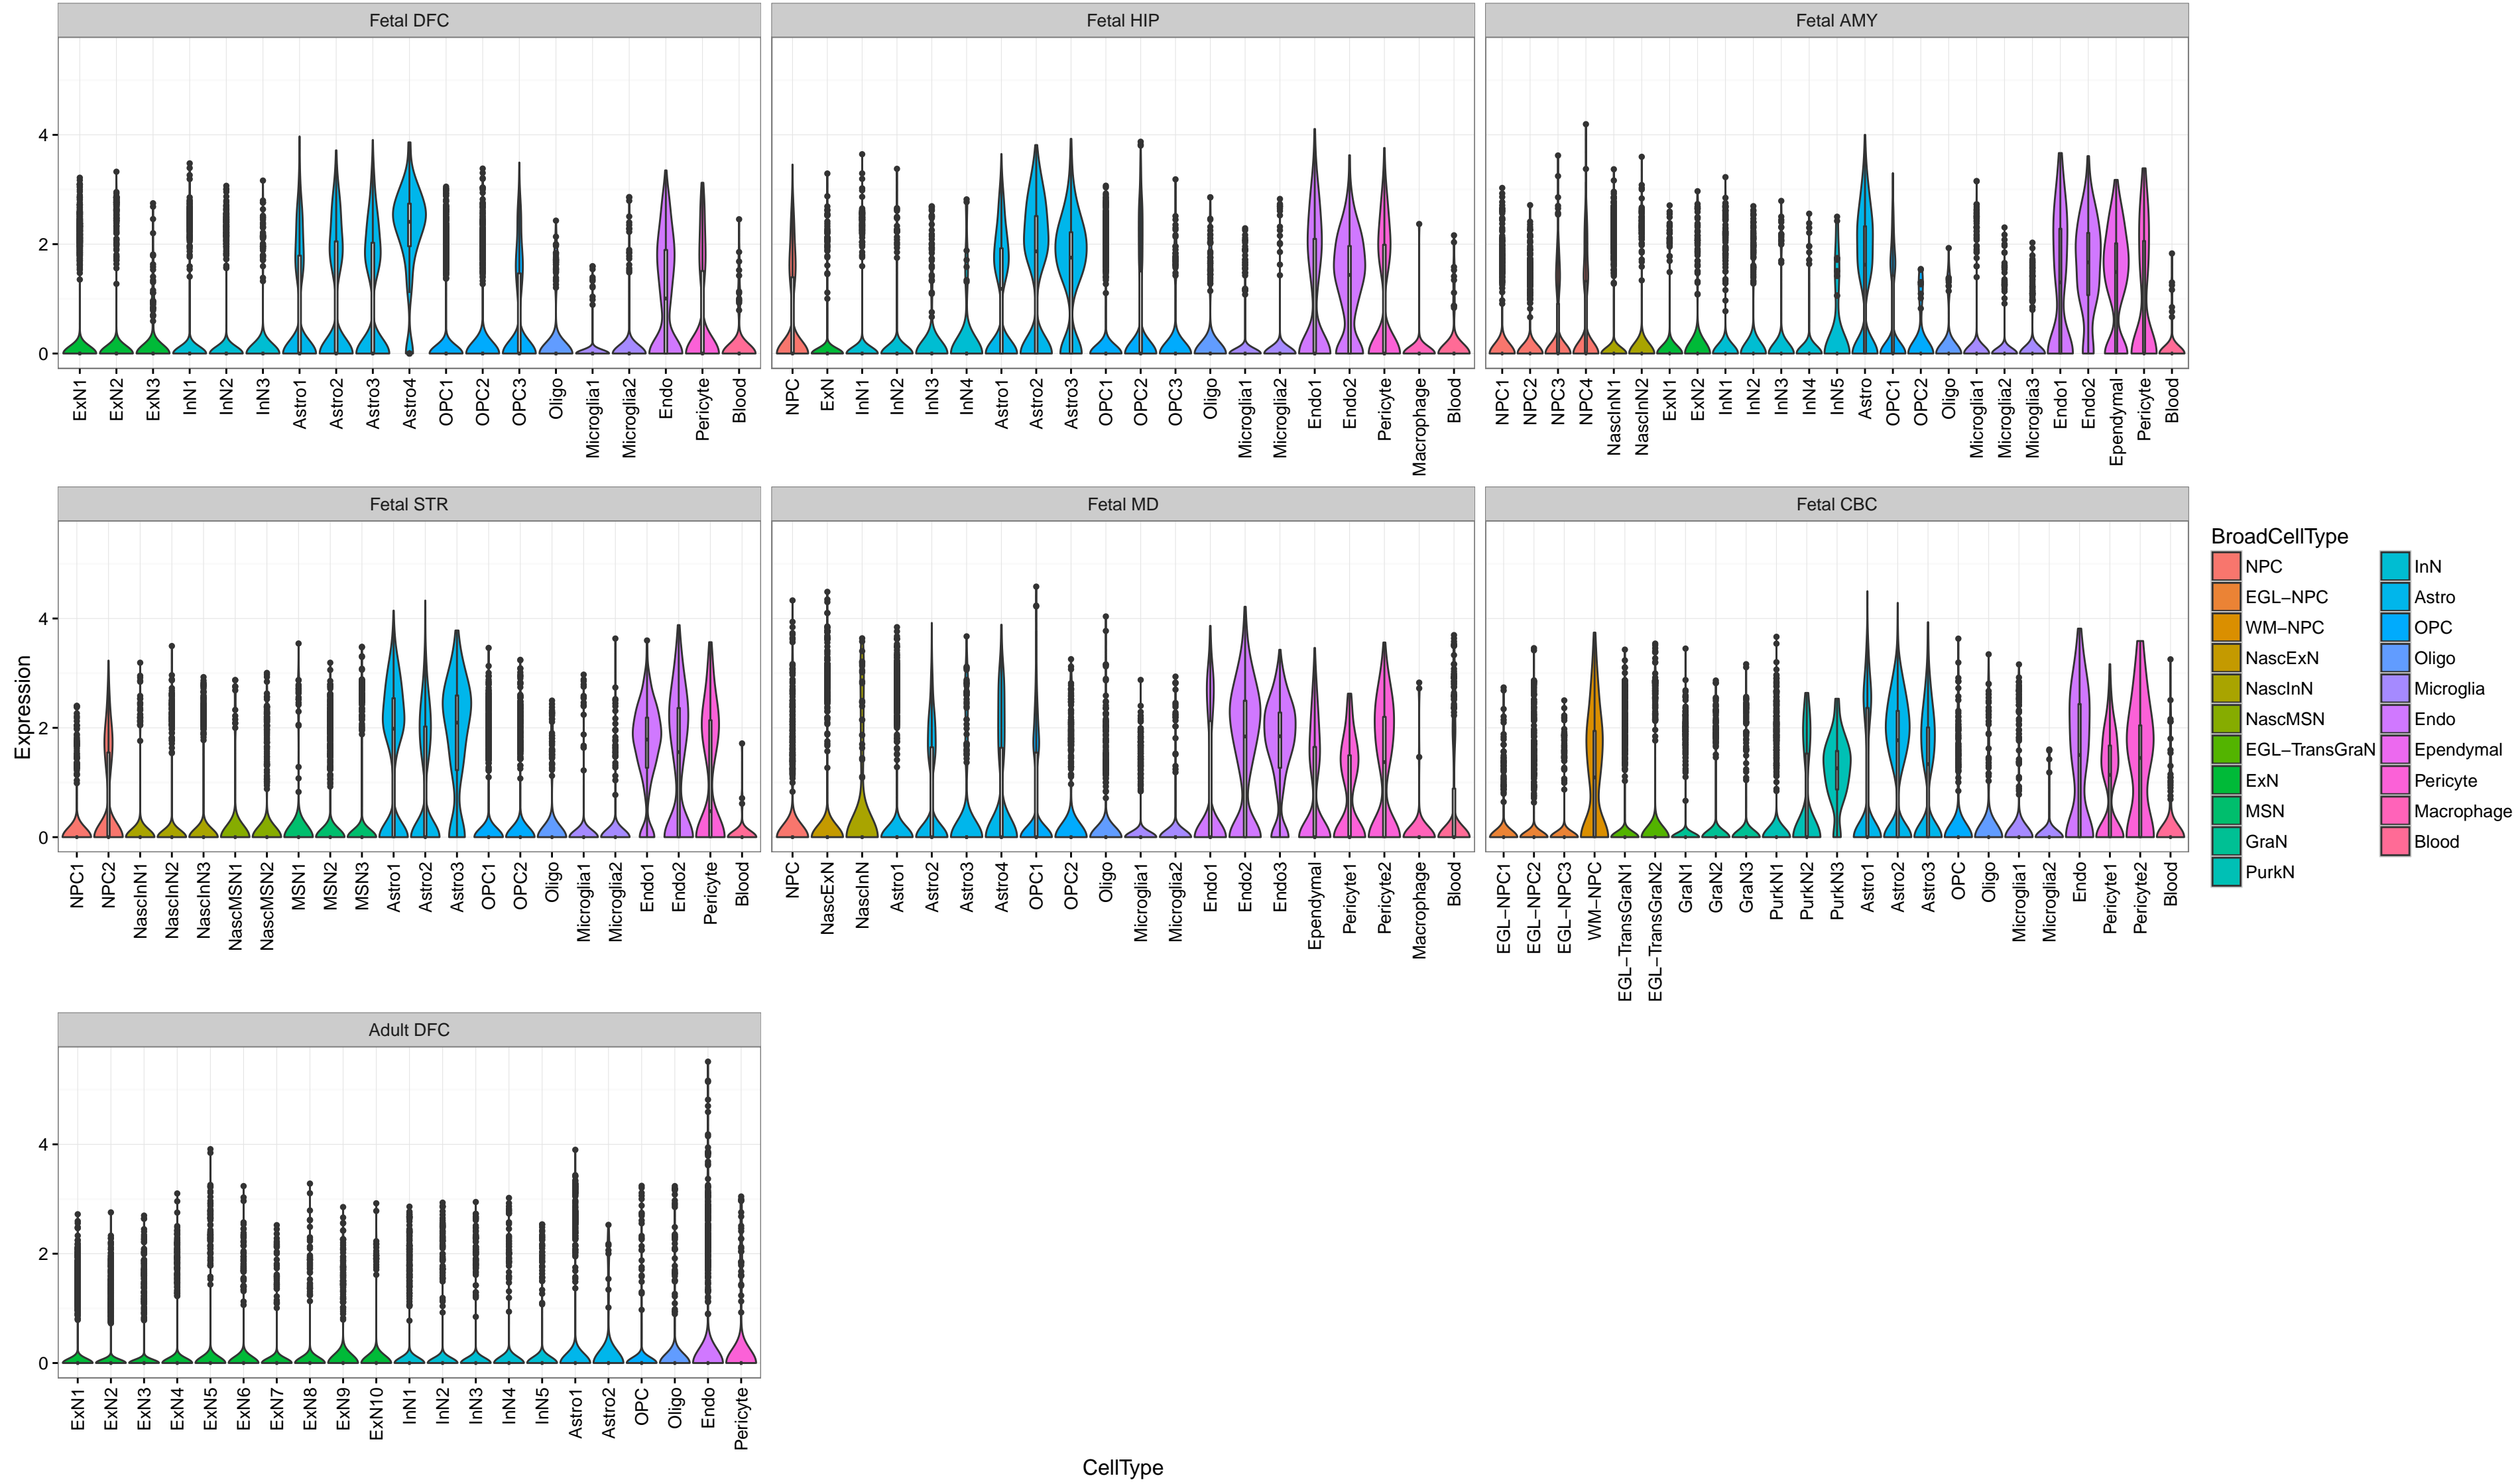 Fetal DFC
Fetal HIP
Fetal AMY
4
2
0
ExN1 ExN2 ExN3 InN1 InN2 InN3 Astro1 Astro2 Astro3 Astro4 OPC1 OPC2 OPC3 Oligo Microglia1 Microglia2 Endo Pericyte Blood
NPC ExN InN1 InN2 InN3 InN4 Astro1 Astro2 Astro3 OPC1 OPC2 OPC3 Oligo Microglia1 Microglia2 Endo1 Endo2 Pericyte Macrophage Blood
NPC1 NPC2 NPC3 NPC4 NascInN1 NascInN2 ExN1 ExN2 InN1 InN2 InN3 InN4 InN5 Astro OPC1 OPC2 Oligo Microglia1 Microglia2 Microglia3 Endo1 Endo2 Ependymal Pericyte Blood
Expression
Fetal STR
Fetal MD
Fetal CBC
4
2
0
NPC1 NPC2 NascInN1 NascInN2 NascInN3 NascMSN1 NascMSN2 MSN1 MSN2 MSN3 Astro1 Astro2 Astro3 OPC1 OPC2 Oligo Microglia1 Microglia2 Endo1 Endo2 Pericyte Blood
NPC NascExN NascInN Astro1 Astro2 Astro3 Astro4 OPC1 OPC2 Oligo Microglia1 Microglia2 Endo1 Endo2 Endo3 Ependymal Pericyte1 Pericyte2 Macrophage Blood
EGL−NPC1 EGL−NPC2 EGL−NPC3 WM−NPC EGL−TransGraN1 EGL−TransGraN2 GraN1 GraN2 GraN3 PurkN1 PurkN2 PurkN3 Astro1 Astro2 Astro3 OPC Oligo Microglia1 Microglia2 Endo Pericyte1 Pericyte2 Blood
BroadCellType
NPC
EGL−NPC
WM−NPC
NascExN
NascInN
NascMSN
EGL−TransGraN
ExN
MSN
GraN
PurkN
InN
Astro
OPC
Oligo
Microglia
Endo
Ependymal
Pericyte
Macrophage
Blood
Adult DFC
4
2
0
ExN1 ExN2 ExN3 ExN4 ExN5 ExN6 ExN7 ExN8 ExN9 ExN10 InN1 InN2 InN3 InN4 InN5 Astro1 Astro2 OPC Oligo Endo Pericyte
CellType